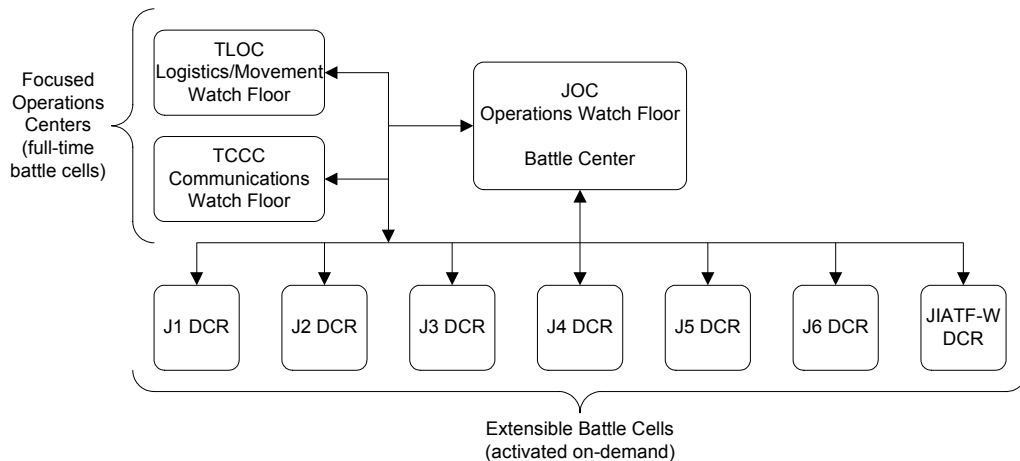 Focused
Operations
Centers
(full-time
battle cells)
TLOC
Logistics/Movement
Watch Floor
TCCC
Communications
Watch Floor
JOC
Operations Watch Floor
Battle Center
J1 DCR
J2 DCR
J3 DCR
J4 DCR
J5 DCR
J6 DCR
JIATF-W
DCR
Extensible Battle Cells
(activated on-demand)